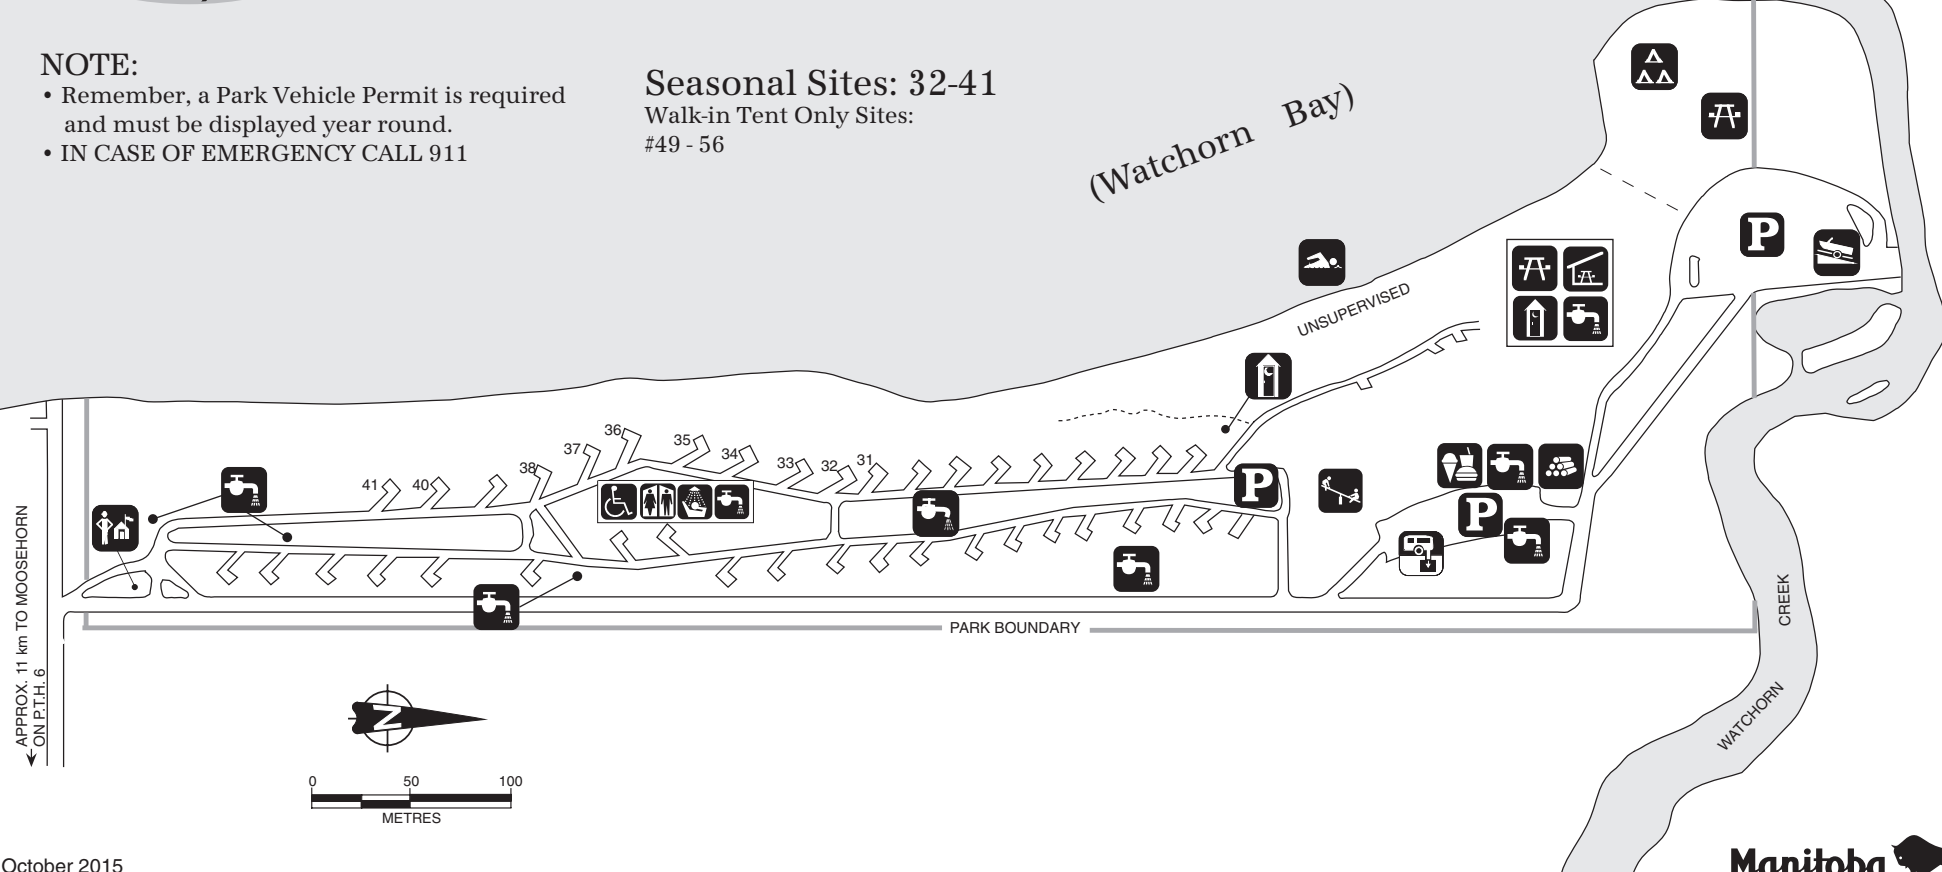 NOTE:
• Remember, a Park Vehicle Permit is required
and must be displayed year round.
• IN CASE OF EMERGENCY CALL 911
Seasonal Sites: 32-41
Walk-in Tent Only Sites:
#49 - 56
(Watchorn Bay)
UNSUPERVISED
P
36
35
37
34
38
33
32
31
41
40
P
P
APPROX. 11 km TO MOOSEHORN
ON P.T.H. 6
PARK BOUNDARY
WATCHORN CREEK
N
0 50 100
METRES
October 2015
Manitoba